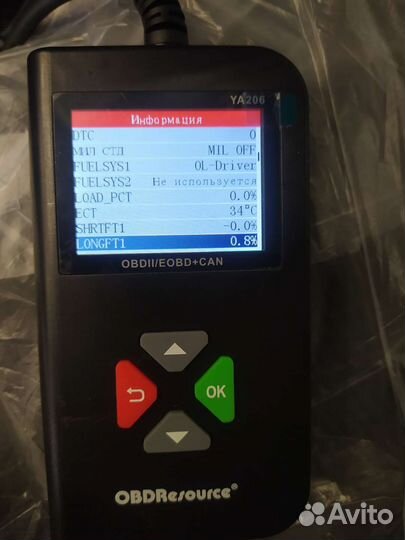 YA206
Информация
DTC 0
МИЛ СТД MIL OFF
FUELSYS1 OL-Driver
FUELSYS2 Не используется
LOAD_PCT 0.0%
ECT 34°C
SHRTFT1 -0.0%
LONGFT1 0.8%
OBDII/EOBD+CAN
OK
OBDResource®
Avito